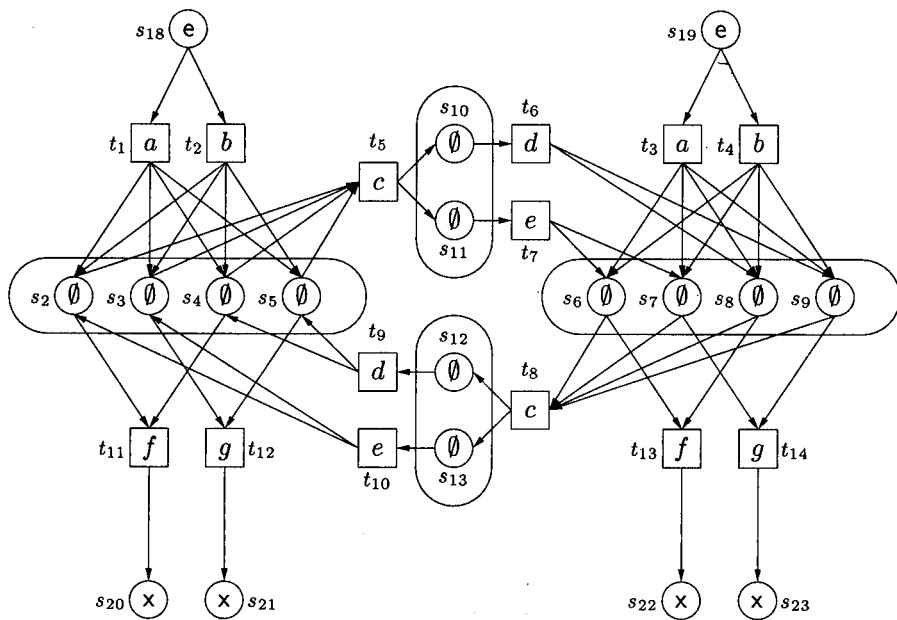 s18 e s19 e
s10 t6
t1 a t2 b t5 ∅ d t3 a t4 b
c
∅ e
s11 t7
s2 ∅ s3 ∅ s4 ∅ s5 ∅ s6 ∅ s7 ∅ s8 ∅ s9 ∅
t9 s12
d ∅ t8
c
t11 f g t12 e ∅ t13 f g t14
t10 s13
s20 x x s21 s22 x x s23